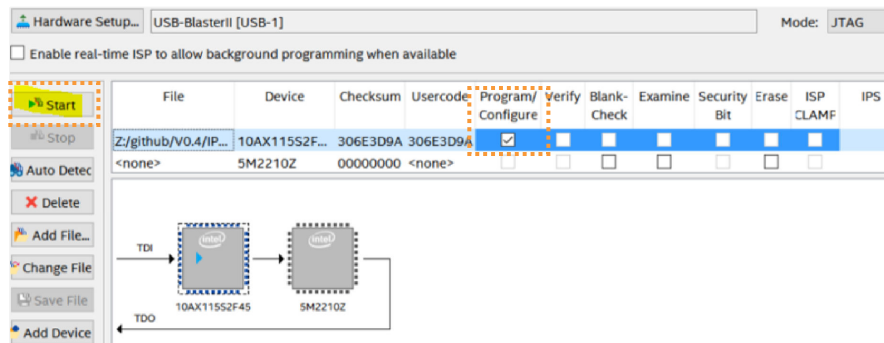 Hardware Setup... USB-BlasterII [USB-1] Mode: JTAG
Enable real-time ISP to allow background programming when available
Start
Stop
Auto Detec
Delete
Add File...
Change File
Save File
Add Device
File Device Checksum Usercode Program/ Verify Blank- Examine Security Erase ISP IPS
Configure Check Bit CLAMF
Z:/github/V0.4/IP... 10AX115S2F... 306E3D9A 306E3D9A
<none> 5M2210Z 00000000 <none>
TDI
intel
intel
10AX115S2F45
5M2210Z
TDO